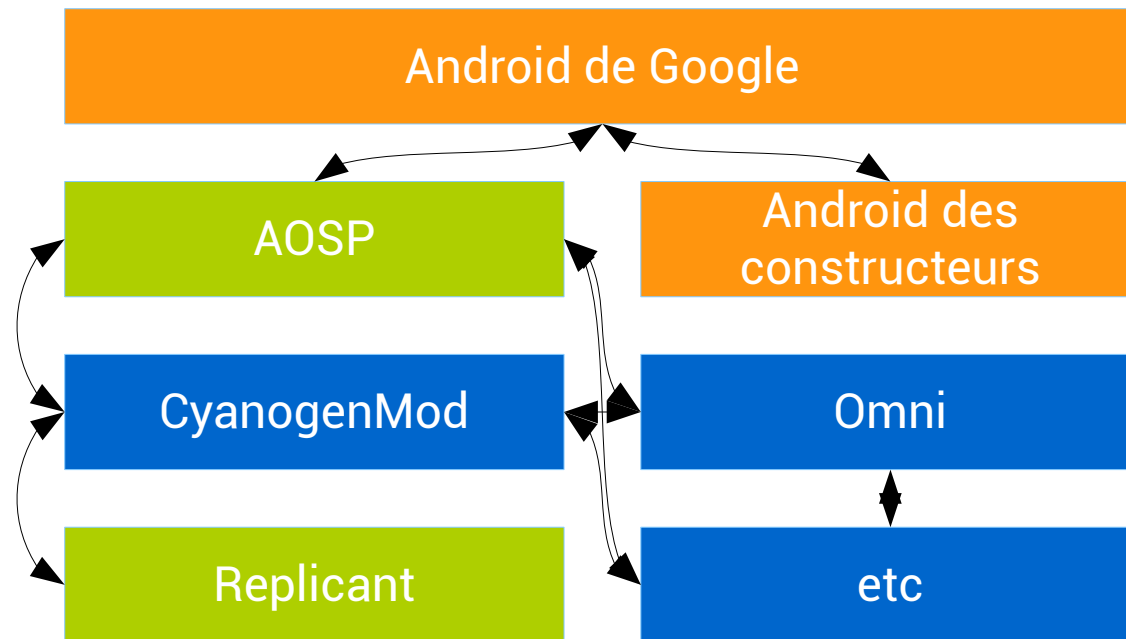 Android de Google
AOSP
Android des
constructeurs
CyanogenMod
Omni
Replicant
etc